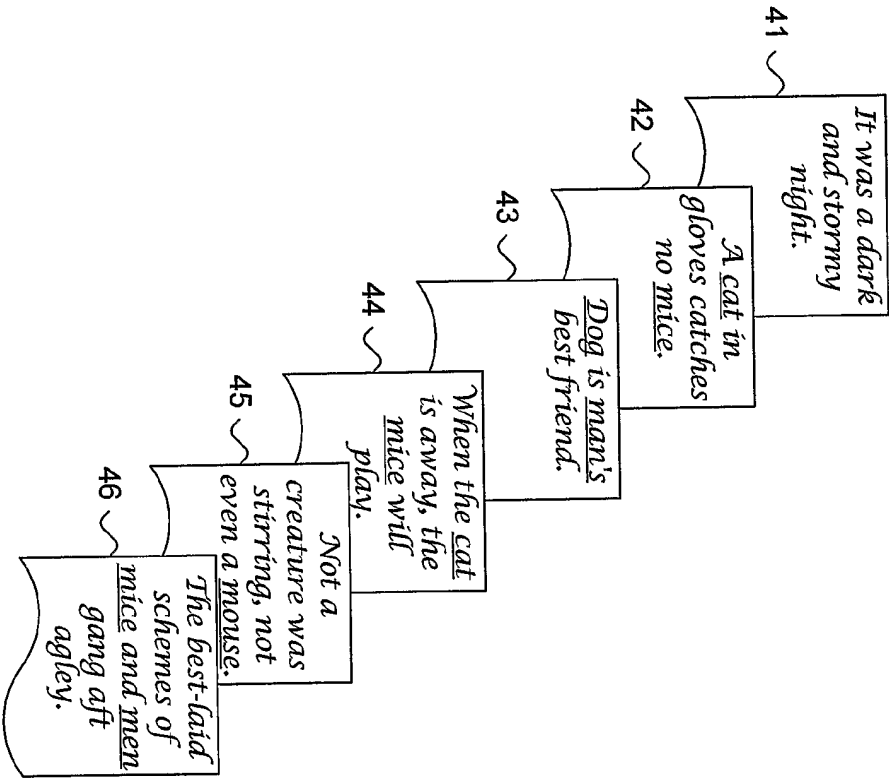 41
It was a dark
and stormy
night.
42
A cat in
gloves catches
no mice.
43
Dog is man's
best friend.
44
When the cat
is away, the
mice will
play.
45
Not a
creature was
stirring, not
even a mouse.
46
The best-laid
schemes of
mice and men
gang aft
agley.